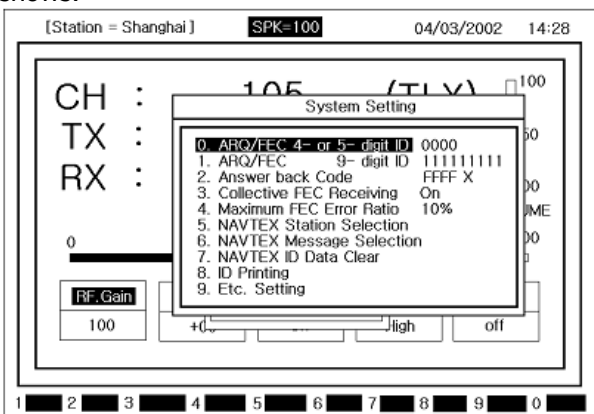 shows:
[Station = Shanghai] SPK=100 04/03/2002 14:28
CH : 105 (TLX) 100
System Setting
TX :
RX :
0. ARQ/FEC 4- or 5- digit ID 0000
1. ARQ/FEC 9- digit ID 111111111
2. Answer back Code FFFF X
3. Collective FEC Receiving On
4. Maximum FEC Error Ratio 10%
5. NAVTEX Station Selection
6. NAVTEX Message Selection
7. NAVTEX ID Data Clear
8. ID Printing
9. Etc. Setting
0
RF.Gain
100 High off
1 2 3 4 5 6 7 8 9 0